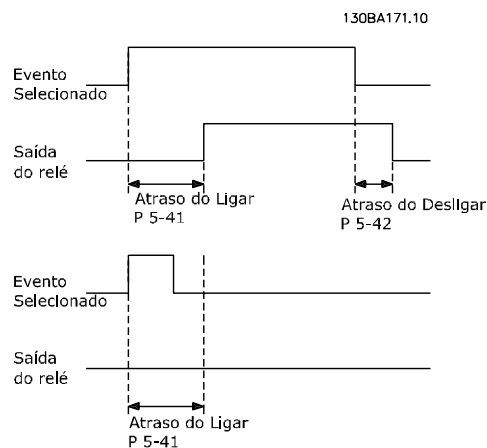 130BA171.10
Evento
Selecionado
Saída
do relé
Atraso do Ligar
P 5-41
Atraso do Desligar
P 5-42
Evento
Selecionado
Saída
do relé
Atraso do Ligar
P 5-41